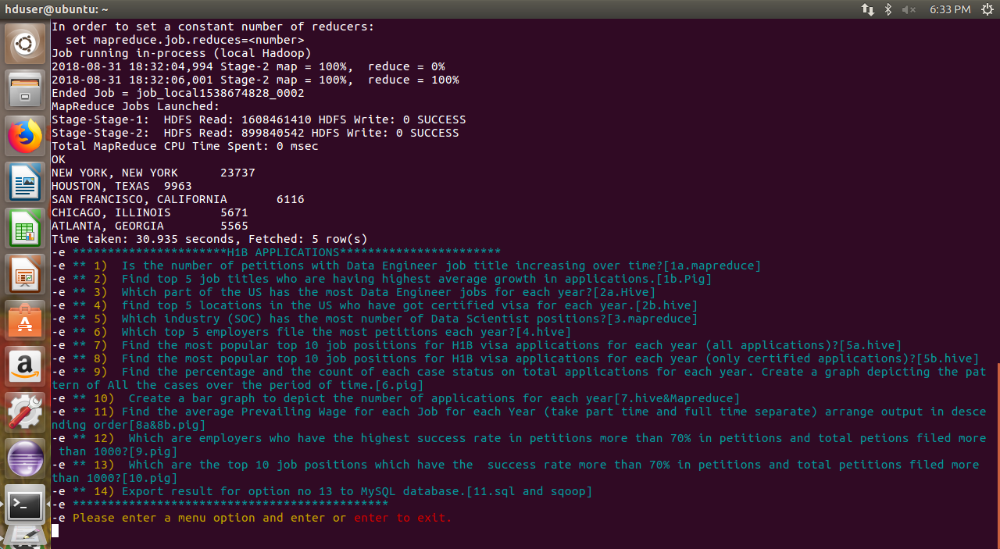 hduser@ubuntu: ~
6:33 PM
In order to set a constant number of reducers:
  set mapreduce.job.reduces=<number>
Job running in-process (local Hadoop)
2018-08-31 18:32:04,994 Stage-2 map = 100%,  reduce = 0%
2018-08-31 18:32:06,001 Stage-2 map = 100%,  reduce = 100%
Ended Job = job_local1538674828_0002
MapReduce Jobs Launched:
Stage-Stage-1:  HDFS Read: 1608461410 HDFS Write: 0 SUCCESS
Stage-Stage-2:  HDFS Read: 899840542 HDFS Write: 0 SUCCESS
Total MapReduce CPU Time Spent: 0 msec
OK
NEW YORK, NEW YORK      23737
HOUSTON, TEXAS  9963
SAN FRANCISCO, CALIFORNIA       6116
CHICAGO, ILLINOIS       5671
ATLANTA, GEORGIA        5565
Time taken: 30.935 seconds, Fetched: 5 row(s)
-e **********************H1B APPLICATIONS***********************
-e ** 1)  Is the number of petitions with Data Engineer job title increasing over time?[1a.mapreduce]
-e ** 2)  Find top 5 job titles who are having highest average growth in applications.[1b.Pig]
-e ** 3)  Which part of the US has the most Data Engineer jobs for each year?[2a.Hive]
-e ** 4)  find top 5 locations in the US who have got certified visa for each year.[2b.hive]
-e ** 5)  Which industry (SOC) has the most number of Data Scientist positions?[3.mapreduce]
-e ** 6)  Which top 5 employers file the most petitions each year?[4.hive]
-e ** 7)  Find the most popular top 10 job positions for H1B visa applications for each year (all applications)?[5a.hive]
-e ** 8)  Find the most popular top 10 job positions for H1B visa applications for each year (only certified applications)?[5b.hive]
-e ** 9)  Find the percentage and the count of each case status on total applications for each year. Create a graph depicting the pat
tern of All the cases over the period of time.[6.pig]
-e ** 10)  Create a bar graph to depict the number of applications for each year[7.hive&Mapreduce]
-e ** 11) Find the average Prevailing Wage for each Job for each Year (take part time and full time separate) arrange output in desce
nding order[8a&8b.pig]
-e ** 12)  Which are employers who have the highest success rate in petitions more than 70% in petitions and total petions filed more
 than 1000?[9.pig]
-e ** 13)  Which are the top 10 job positions which have the  success rate more than 70% in petitions and total petitions filed more
than 1000?[10.pig]
-e ** 14) Export result for option no 13 to MySQL database.[11.sql and sqoop]
-e *********************************************
-e Please enter a menu option and enter or enter to exit.